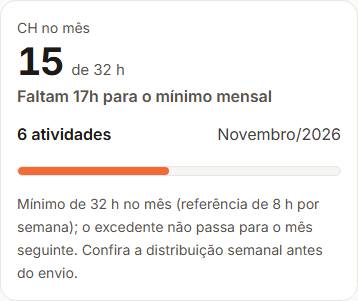 CH no mês
15 de 32 h
Faltam 17h para o mínimo mensal
6 atividades Novembro/2026
Mínimo de 32 h no mês (referência de 8 h por
semana); o excedente não passa para o mês
seguinte. Confira a distribuição semanal antes
do envio.